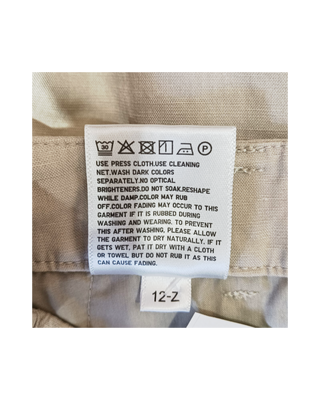 30
P
USE PRESS CLOTH.USE CLEANING
NET.WASH DARK COLORS
SEPARATELY.NO OPTICAL
BRIGHTENERS.DO NOT SOAK.RESHAPE
WHILE DAMP.COLOR MAY RUB
OFF.COLOR FADING MAY OCCUR TO THIS
GARMENT IF IT IS RUBBED DURING
WASHING AND WEARING. TO PREVENT
THIS AFTER WASHING, PLEASE ALLOW
THE GARMENT TO DRY NATURALLY. IF IT
GETS WET, PAT IT DRY WITH A CLOTH
OR TOWEL BUT DO NOT RUB IT AS THIS
CAN CAUSE FADING.
12-Z